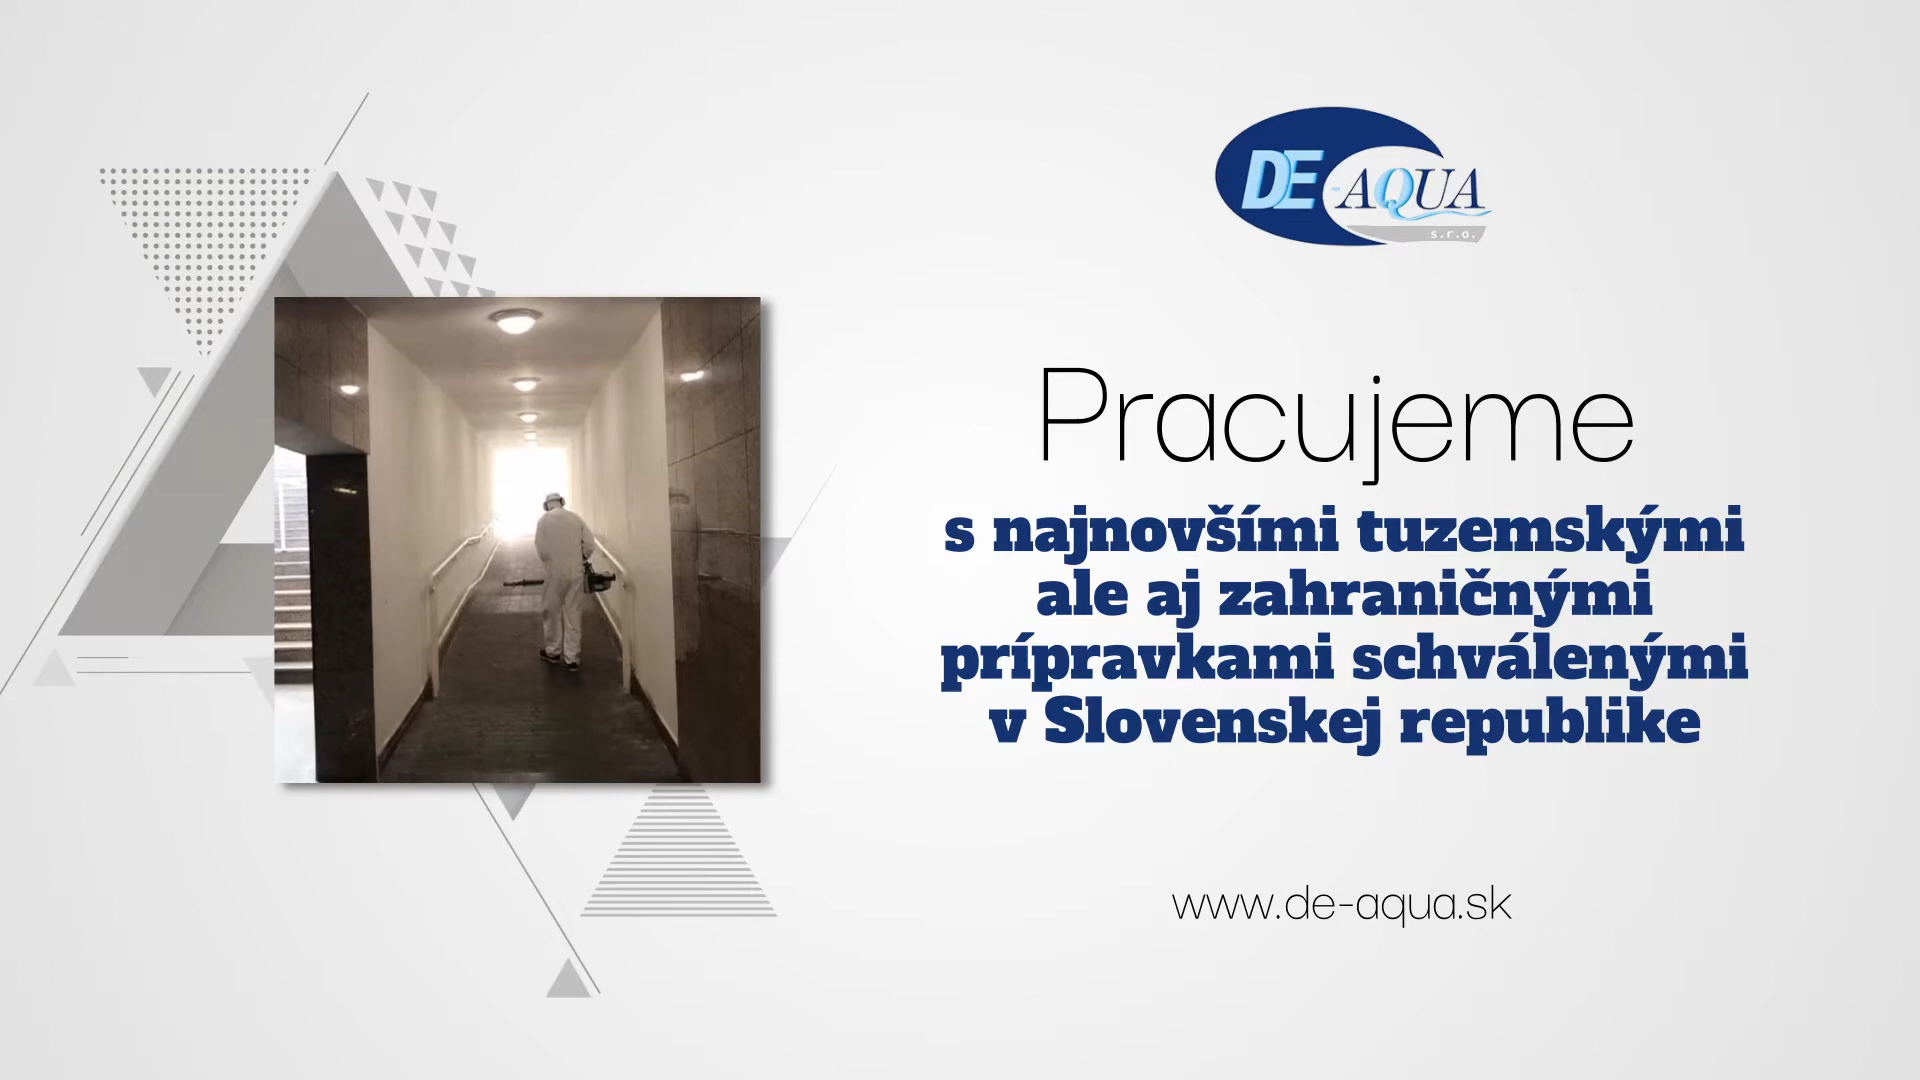 DE-AQUA
s.r.o.
Pracujeme
s najnovšími tuzemskými
ale aj zahraničnými
prípravkami schválenými
v Slovenskej republike
www.de-aqua.sk